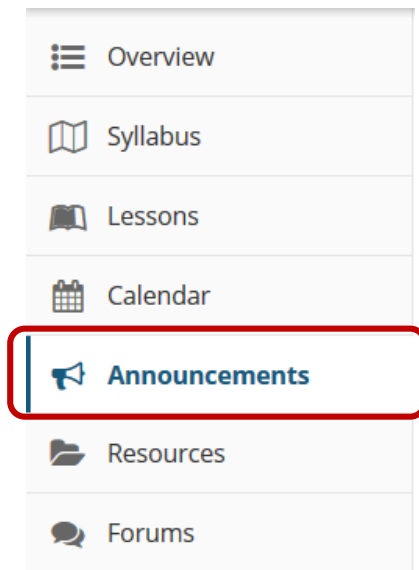 Overview
Syllabus
Lessons
Calendar
Announcements
Resources
Forums